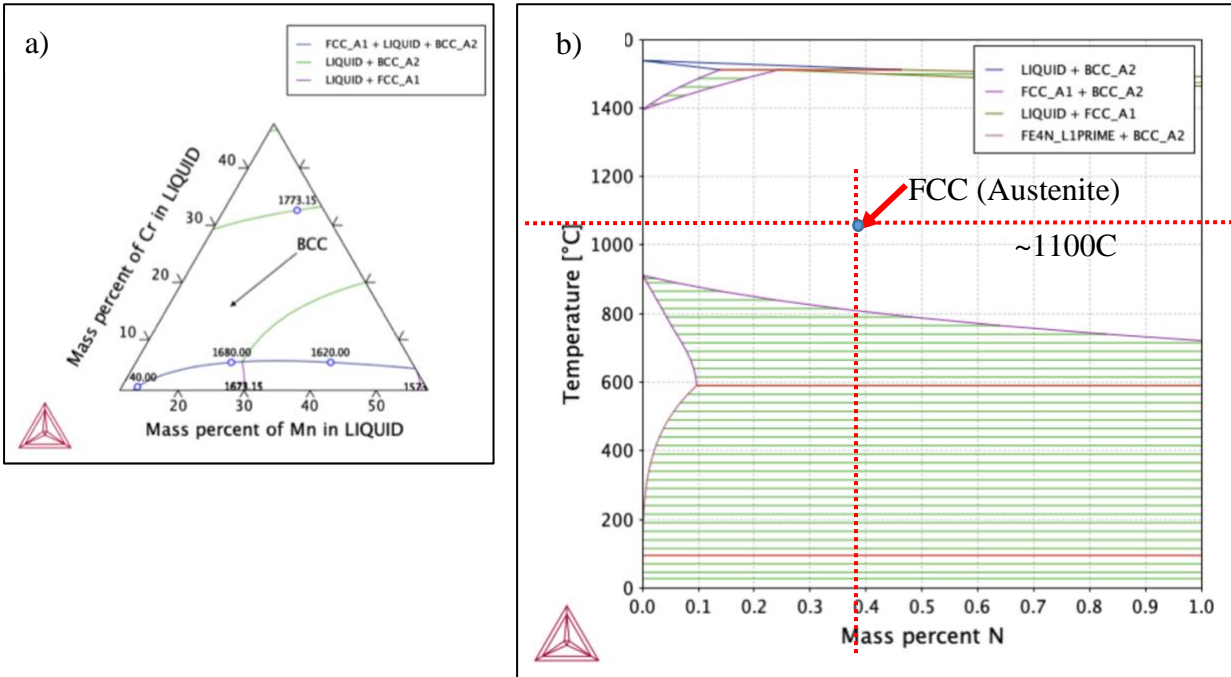 a)
FCC_A1 + LIQUID + BCC_A2
LIQUID + BCC_A2
LIQUID + FCC_A1
Mass percent of Cr in LIQUID
40
30
20
10
1773.15
BCC
1680.00
1620.00
40.00
1673.15
1573
20
30
40
50
Mass percent of Mn in LIQUID
b)
LIQUID + BCC_A2
FCC_A1 + BCC_A2
LIQUID + FCC_A1
FE4N_L1PRIME + BCC_A2
FCC (Austenite)
~1100C
Temperature [°C]
0
1400
1200
1000
800
600
400
200
0
0.0 0.1 0.2 0.3 0.4 0.5 0.6 0.7 0.8 0.9 1.0
Mass percent N